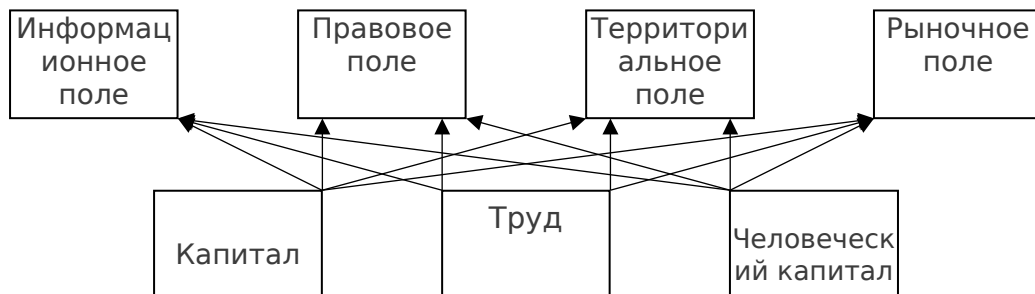 Информац
ионное
поле
Правовое
поле
Территори
альное
поле
Рыночное
поле
Капитал
Труд
Человеческ
ий капитал